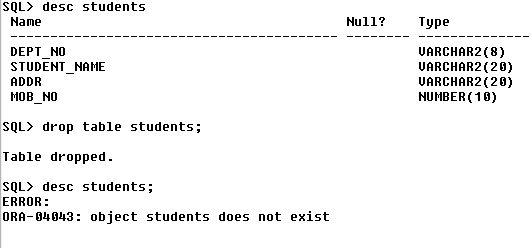 SQL> desc students
Name Null? Type
----------------------------------------- -------- ----------------------------
DEPT_NO VARCHAR2(8)
STUDENT_NAME VARCHAR2(20)
ADDR VARCHAR2(20)
MOB_NO NUMBER(10)
SQL> drop table students;
Table dropped.
SQL> desc students;
ERROR:
ORA-04043: object students does not exist